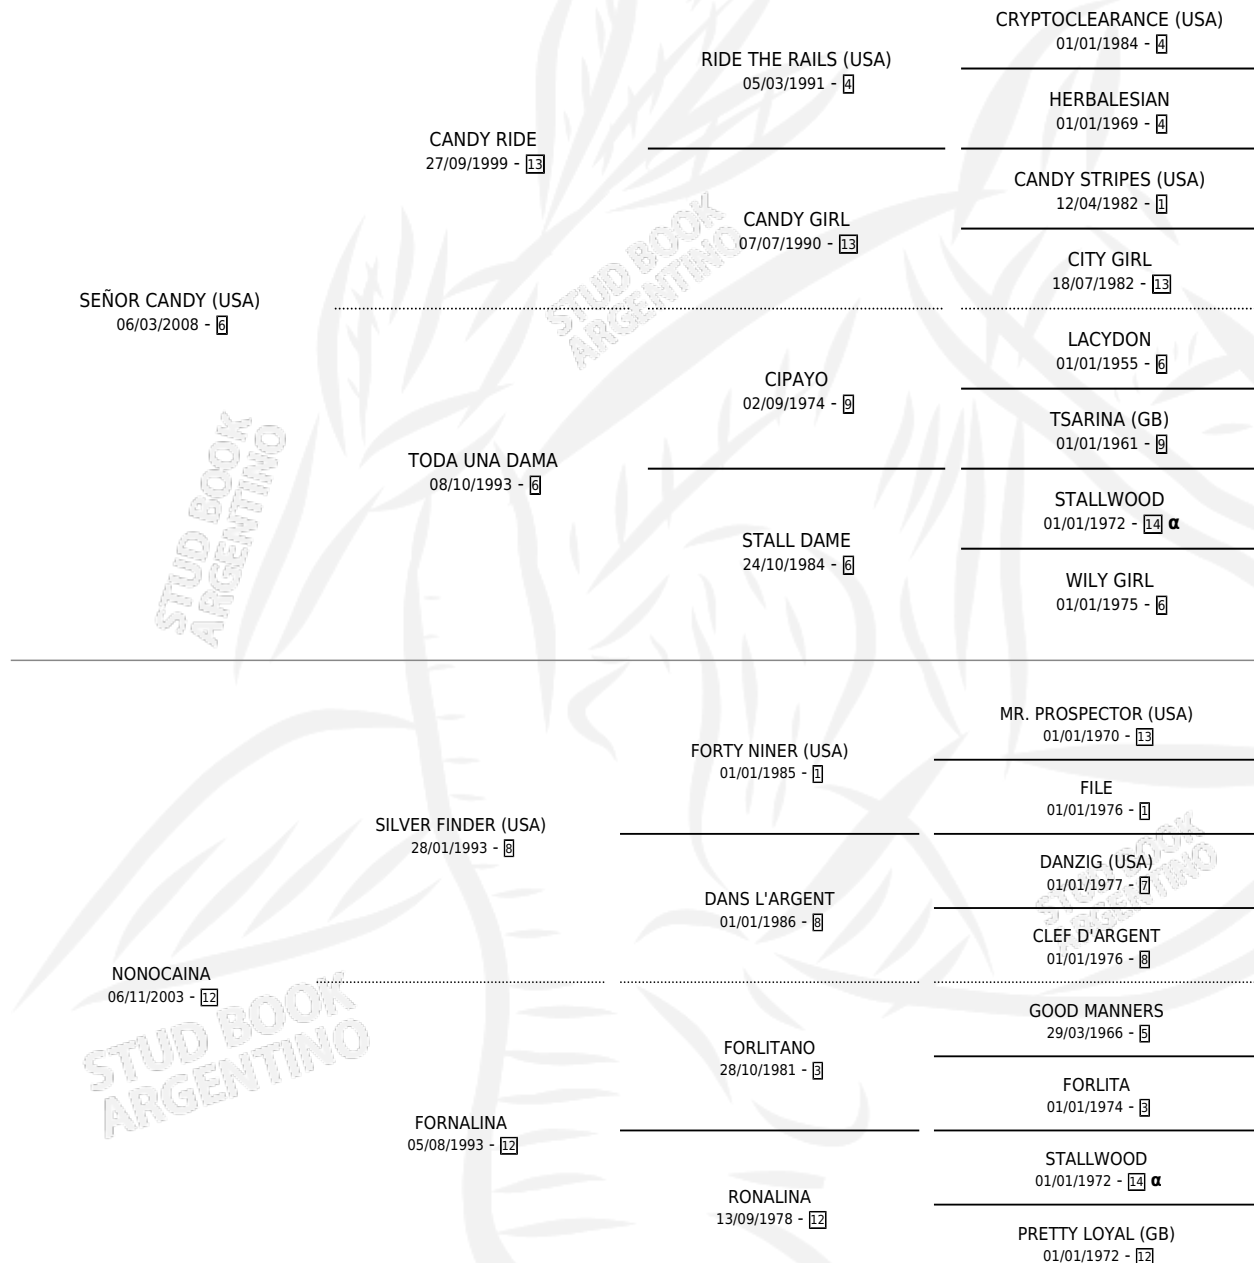 CRYPTOCLEARANCE (USA)
01/01/1984 - 4
RIDE THE RAILS (USA)
05/03/1991 - 4
HERBALESIAN
01/01/1969 - 4
CANDY RIDE
27/09/1999 - 13
CANDY STRIPES (USA)
12/04/1982 - 1
CANDY GIRL
07/07/1990 - 13
CITY GIRL
18/07/1982 - 13
SEÑOR CANDY (USA)
06/03/2008 - 6
LACYDON
01/01/1955 - 6
CIPAYO
02/09/1974 - 9
TSARINA (GB)
01/01/1961 - 9
TODA UNA DAMA
08/10/1993 - 6
STALLWOOD
01/01/1972 - 14 α
STALL DAME
24/10/1984 - 6
WILY GIRL
01/01/1975 - 6
STUD BOOK
ARGENTINO
STUD BOOK
ARGENTINO
MR. PROSPECTOR (USA)
01/01/1970 - 13
FORTY NINER (USA)
01/01/1985 - 1
FILE
01/01/1976 - 1
SILVER FINDER (USA)
28/01/1993 - 8
DANZIG (USA)
01/01/1977 - 7
DANS L'ARGENT
01/01/1986 - 8
CLEF D'ARGENT
01/01/1976 - 8
NONOCAINA
06/11/2003 - 12
GOOD MANNERS
29/03/1966 - 5
FORLITANO
28/10/1981 - 3
FORLITA
01/01/1974 - 3
FORNALINA
05/08/1993 - 12
STALLWOOD
01/01/1972 - 14 α
RONALINA
13/09/1978 - 12
PRETTY LOYAL (GB)
01/01/1972 - 12
STUD BOOK
ARGENTINO
STUD BOOK
ARGENTINO